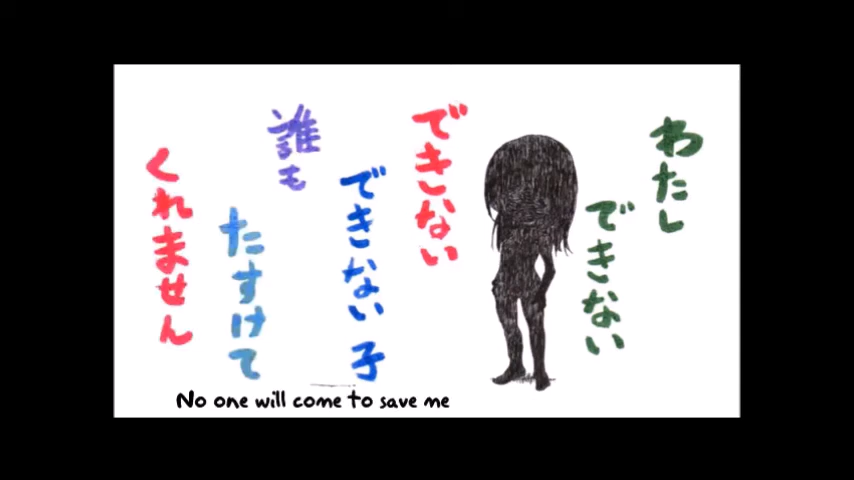 わたし
できない
できない
できない 子
誰も
たすけて
くれません
No one will come to save me